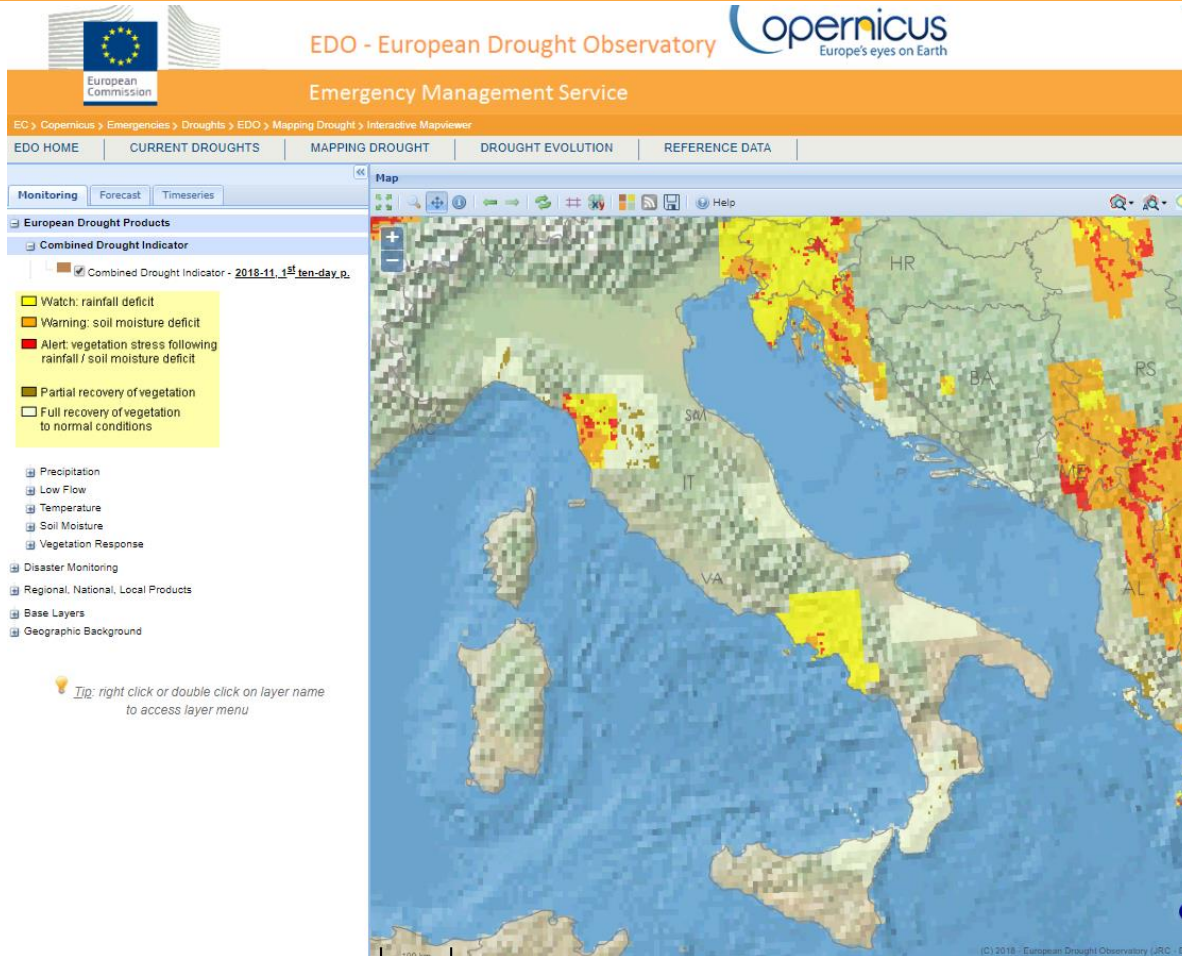 European
Commission
EDO - European Drought Observatory
opernicus
Europe's eyes on Earth
Emergency Management Service
EC > Copernicus > Emergencies > Droughts > EDO > Mapping Drought > Interactive Mapviewer
EDO HOME
CURRENT DROUGHTS
MAPPING DROUGHT
DROUGHT EVOLUTION
REFERENCE DATA
Monitoring
Forecast
Timeseries
European Drought Products
Combined Drought Indicator
Combined Drought Indicator - 2018-11, 1st ten-day p.
Watch: rainfall deficit
Warning: soil moisture deficit
Alert: vegetation stress following
rainfall / soil moisture deficit
Partial recovery of vegetation
Full recovery of vegetation
to normal conditions
Precipitation
Low Flow
Temperature
Soil Moisture
Vegetation Response
Disaster Monitoring
Regional, National, Local Products
Base Layers
Geographic Background
Tip: right click or double click on layer name
to access layer menu
Map
Help
HR
BA
RS
SM
MC
IT
ME
VA
AL
(C) 2018 - European Drought Observatory (JRC -